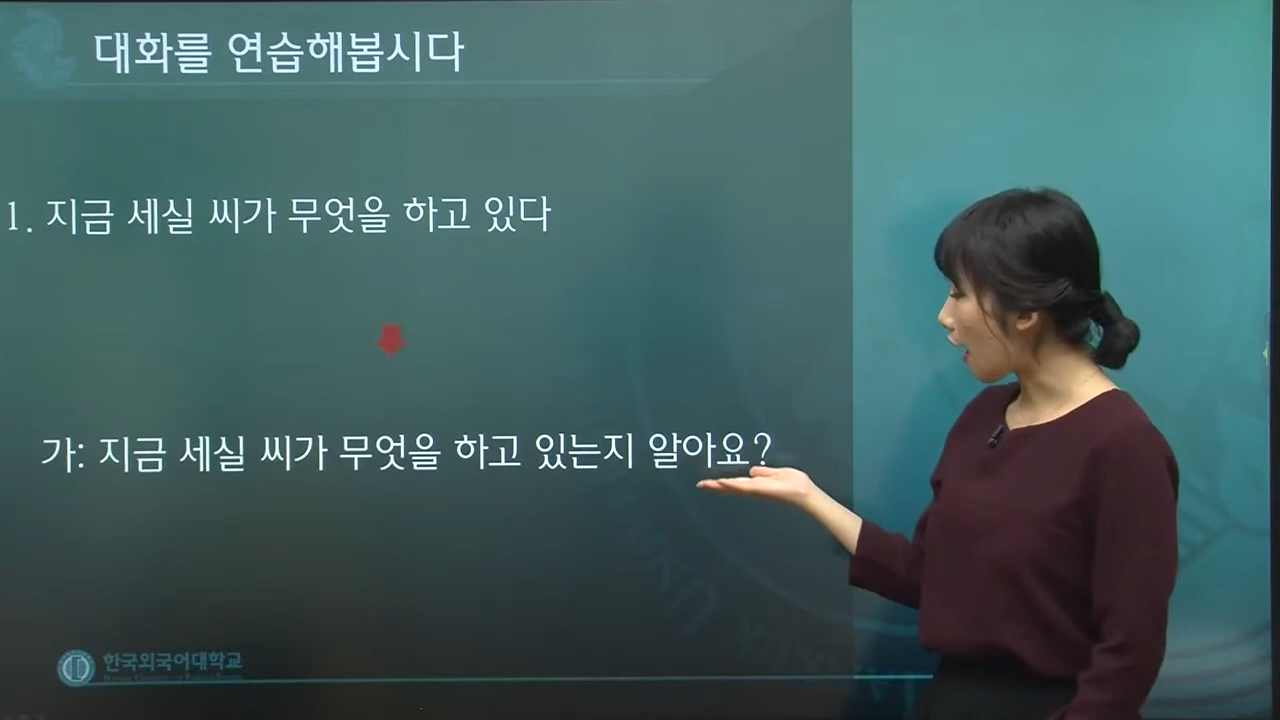 대화를 연습해봅시다
1. 지금 세실 씨가 무엇을 하고 있다
가: 지금 세실 씨가 무엇을 하고 있는지 알아요?
한국외국어대학교